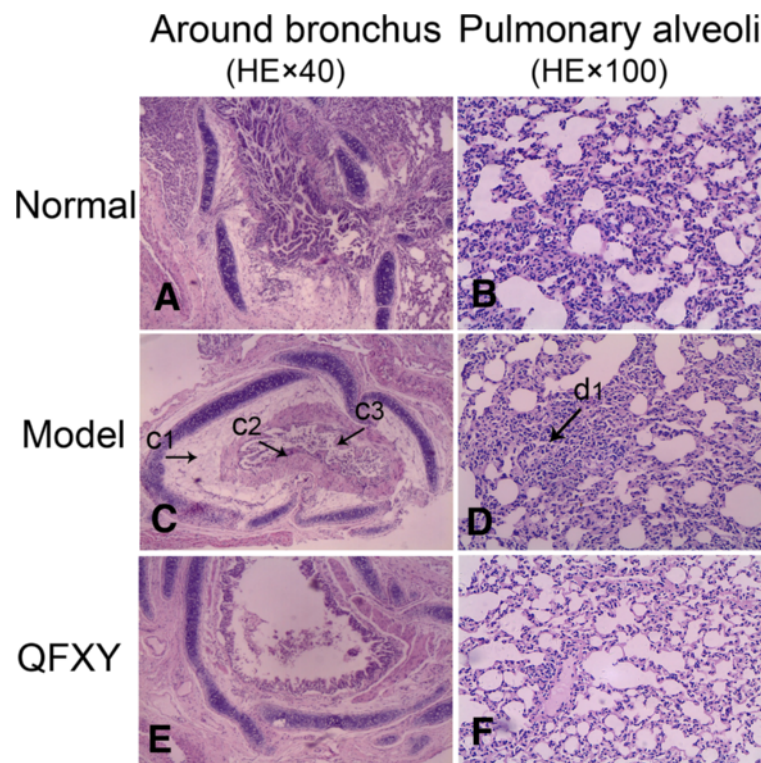 Around bronchus Pulmonary alveoli
(HE×40) (HE×100)
Normal
A B
Model
c1 c2 c3 d1
C D
QFXY
E F